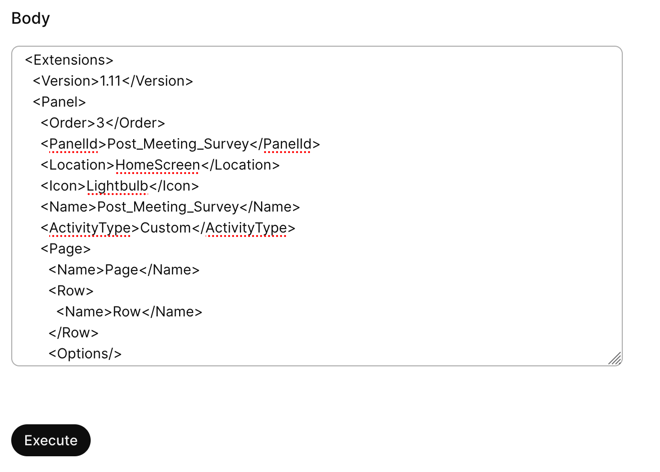 Body
<Extensions>
<Version>1.11</Version>
<Panel>
<Order>3</Order>
<PanelId>Post_Meeting_Survey</PanelId>
<Location>HomeScreen</Location>
<Icon>Lightbulb</Icon>
<Name>Post_Meeting_Survey</Name>
<ActivityType>Custom</ActivityType>
<Page>
<Name>Page</Name>
<Row>
<Name>Row</Name>
</Row>
<Options/>
Execute